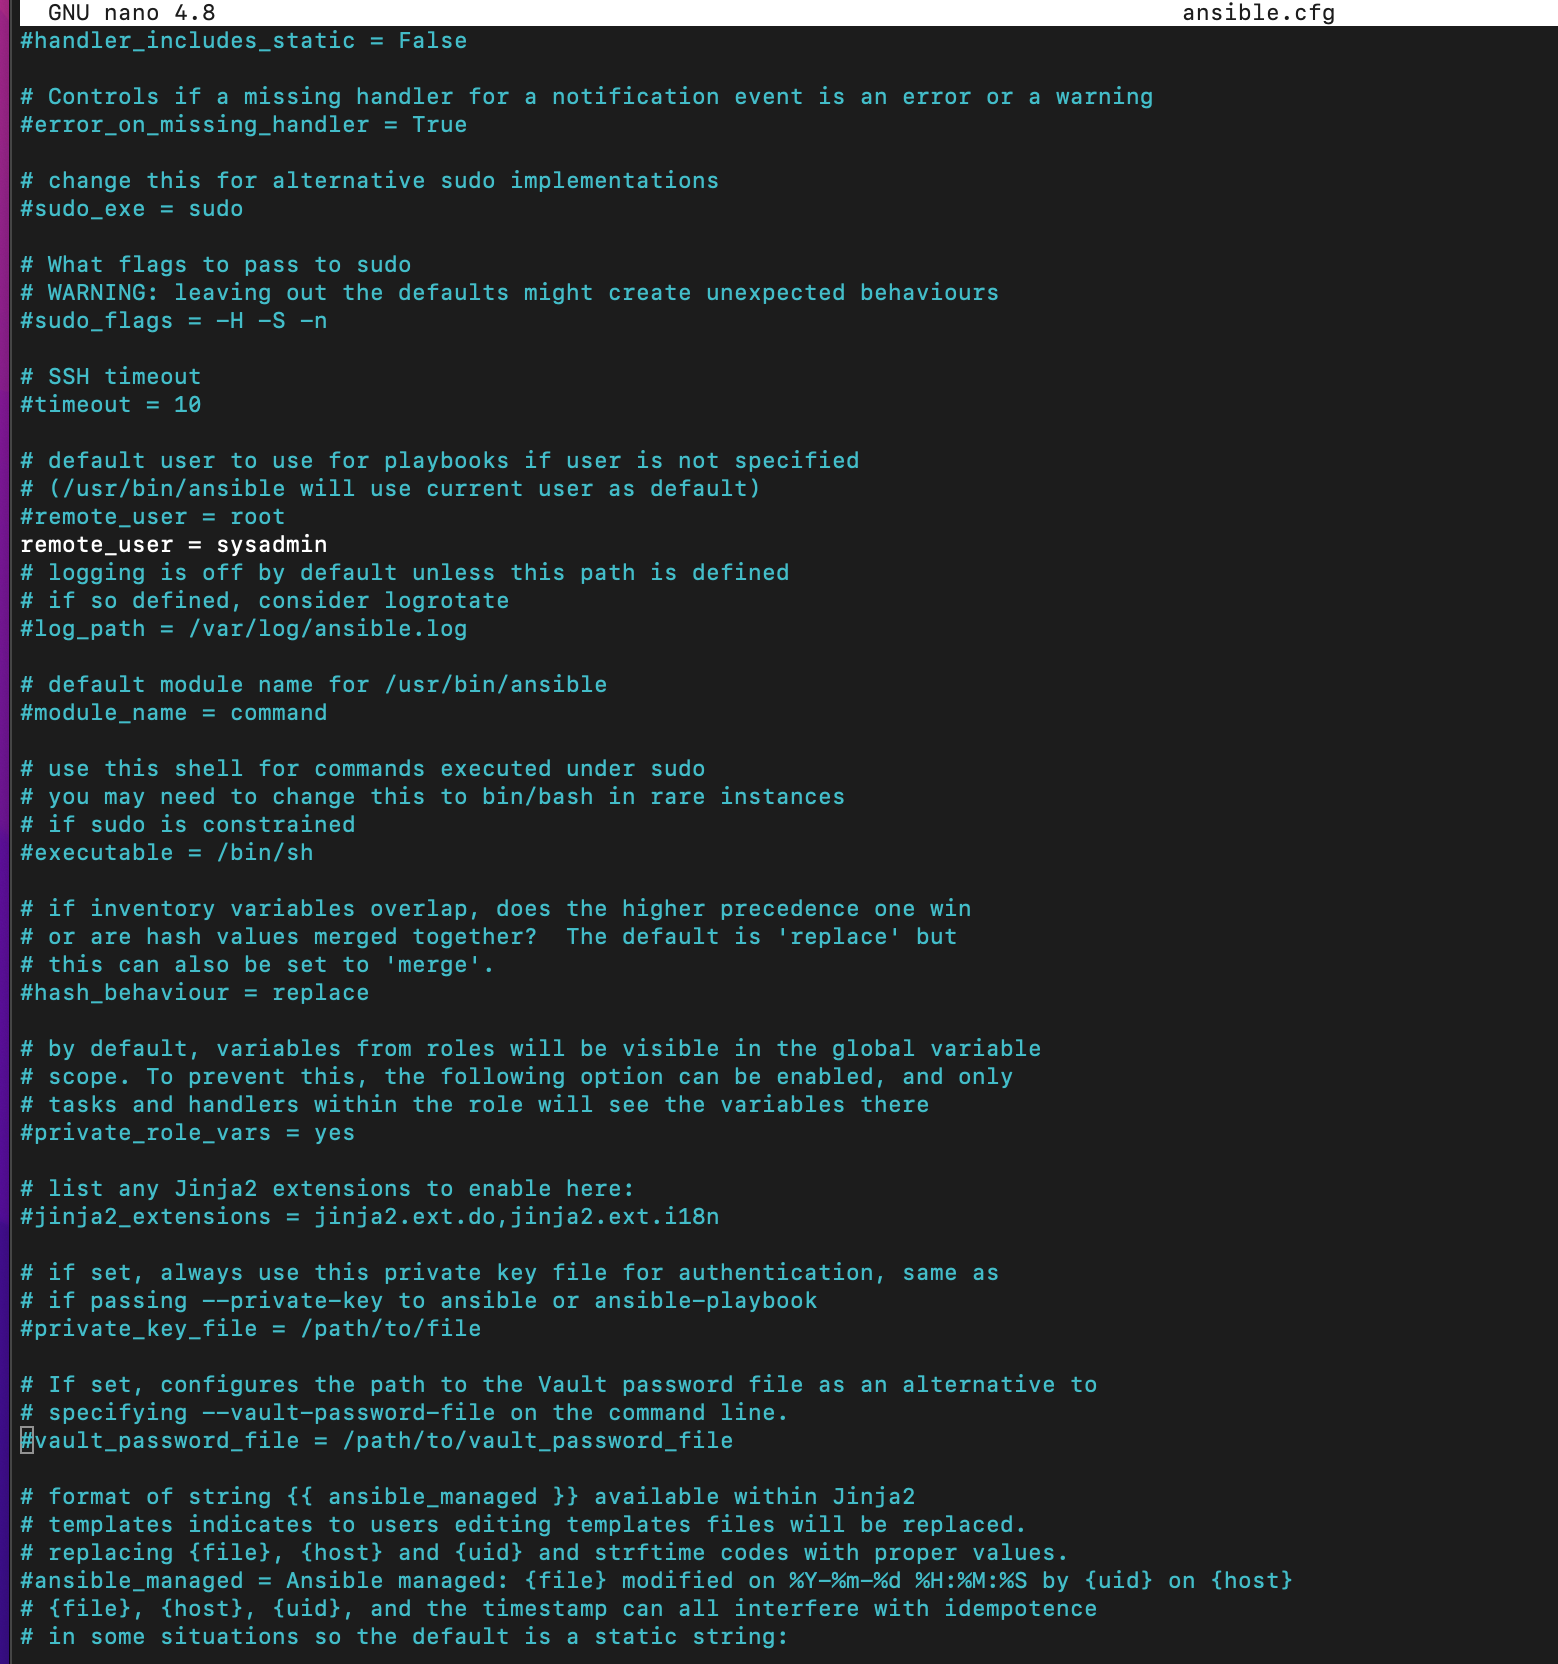 GNU nano 4.8 ansible.cfg
#handler_includes_static = False
# Controls if a missing handler for a notification event is an error or a warning
#error_on_missing_handler = True
# change this for alternative sudo implementations
#sudo_exe = sudo
# What flags to pass to sudo
# WARNING: leaving out the defaults might create unexpected behaviours
#sudo_flags = -H -S -n
# SSH timeout
#timeout = 10
# default user to use for playbooks if user is not specified
# (/usr/bin/ansible will use current user as default)
#remote_user = root
remote_user = sysadmin
# logging is off by default unless this path is defined
# if so defined, consider logrotate
#log_path = /var/log/ansible.log
# default module name for /usr/bin/ansible
#module_name = command
# use this shell for commands executed under sudo
# you may need to change this to bin/bash in rare instances
# if sudo is constrained
#executable = /bin/sh
# if inventory variables overlap, does the higher precedence one win
# or are hash values merged together?  The default is 'replace' but
# this can also be set to 'merge'.
#hash_behaviour = replace
# by default, variables from roles will be visible in the global variable
# scope. To prevent this, the following option can be enabled, and only
# tasks and handlers within the role will see the variables there
#private_role_vars = yes
# list any Jinja2 extensions to enable here:
#jinja2_extensions = jinja2.ext.do,jinja2.ext.i18n
# if set, always use this private key file for authentication, same as
# if passing --private-key to ansible or ansible-playbook
#private_key_file = /path/to/file
# If set, configures the path to the Vault password file as an alternative to
# specifying --vault-password-file on the command line.
#vault_password_file = /path/to/vault_password_file
# format of string {{ ansible_managed }} available within Jinja2
# templates indicates to users editing templates files will be replaced.
# replacing {file}, {host} and {uid} and strftime codes with proper values.
#ansible_managed = Ansible managed: {file} modified on %Y-%m-%d %H:%M:%S by {uid} on {host}
# {file}, {host}, {uid}, and the timestamp can all interfere with idempotence
# in some situations so the default is a static string: